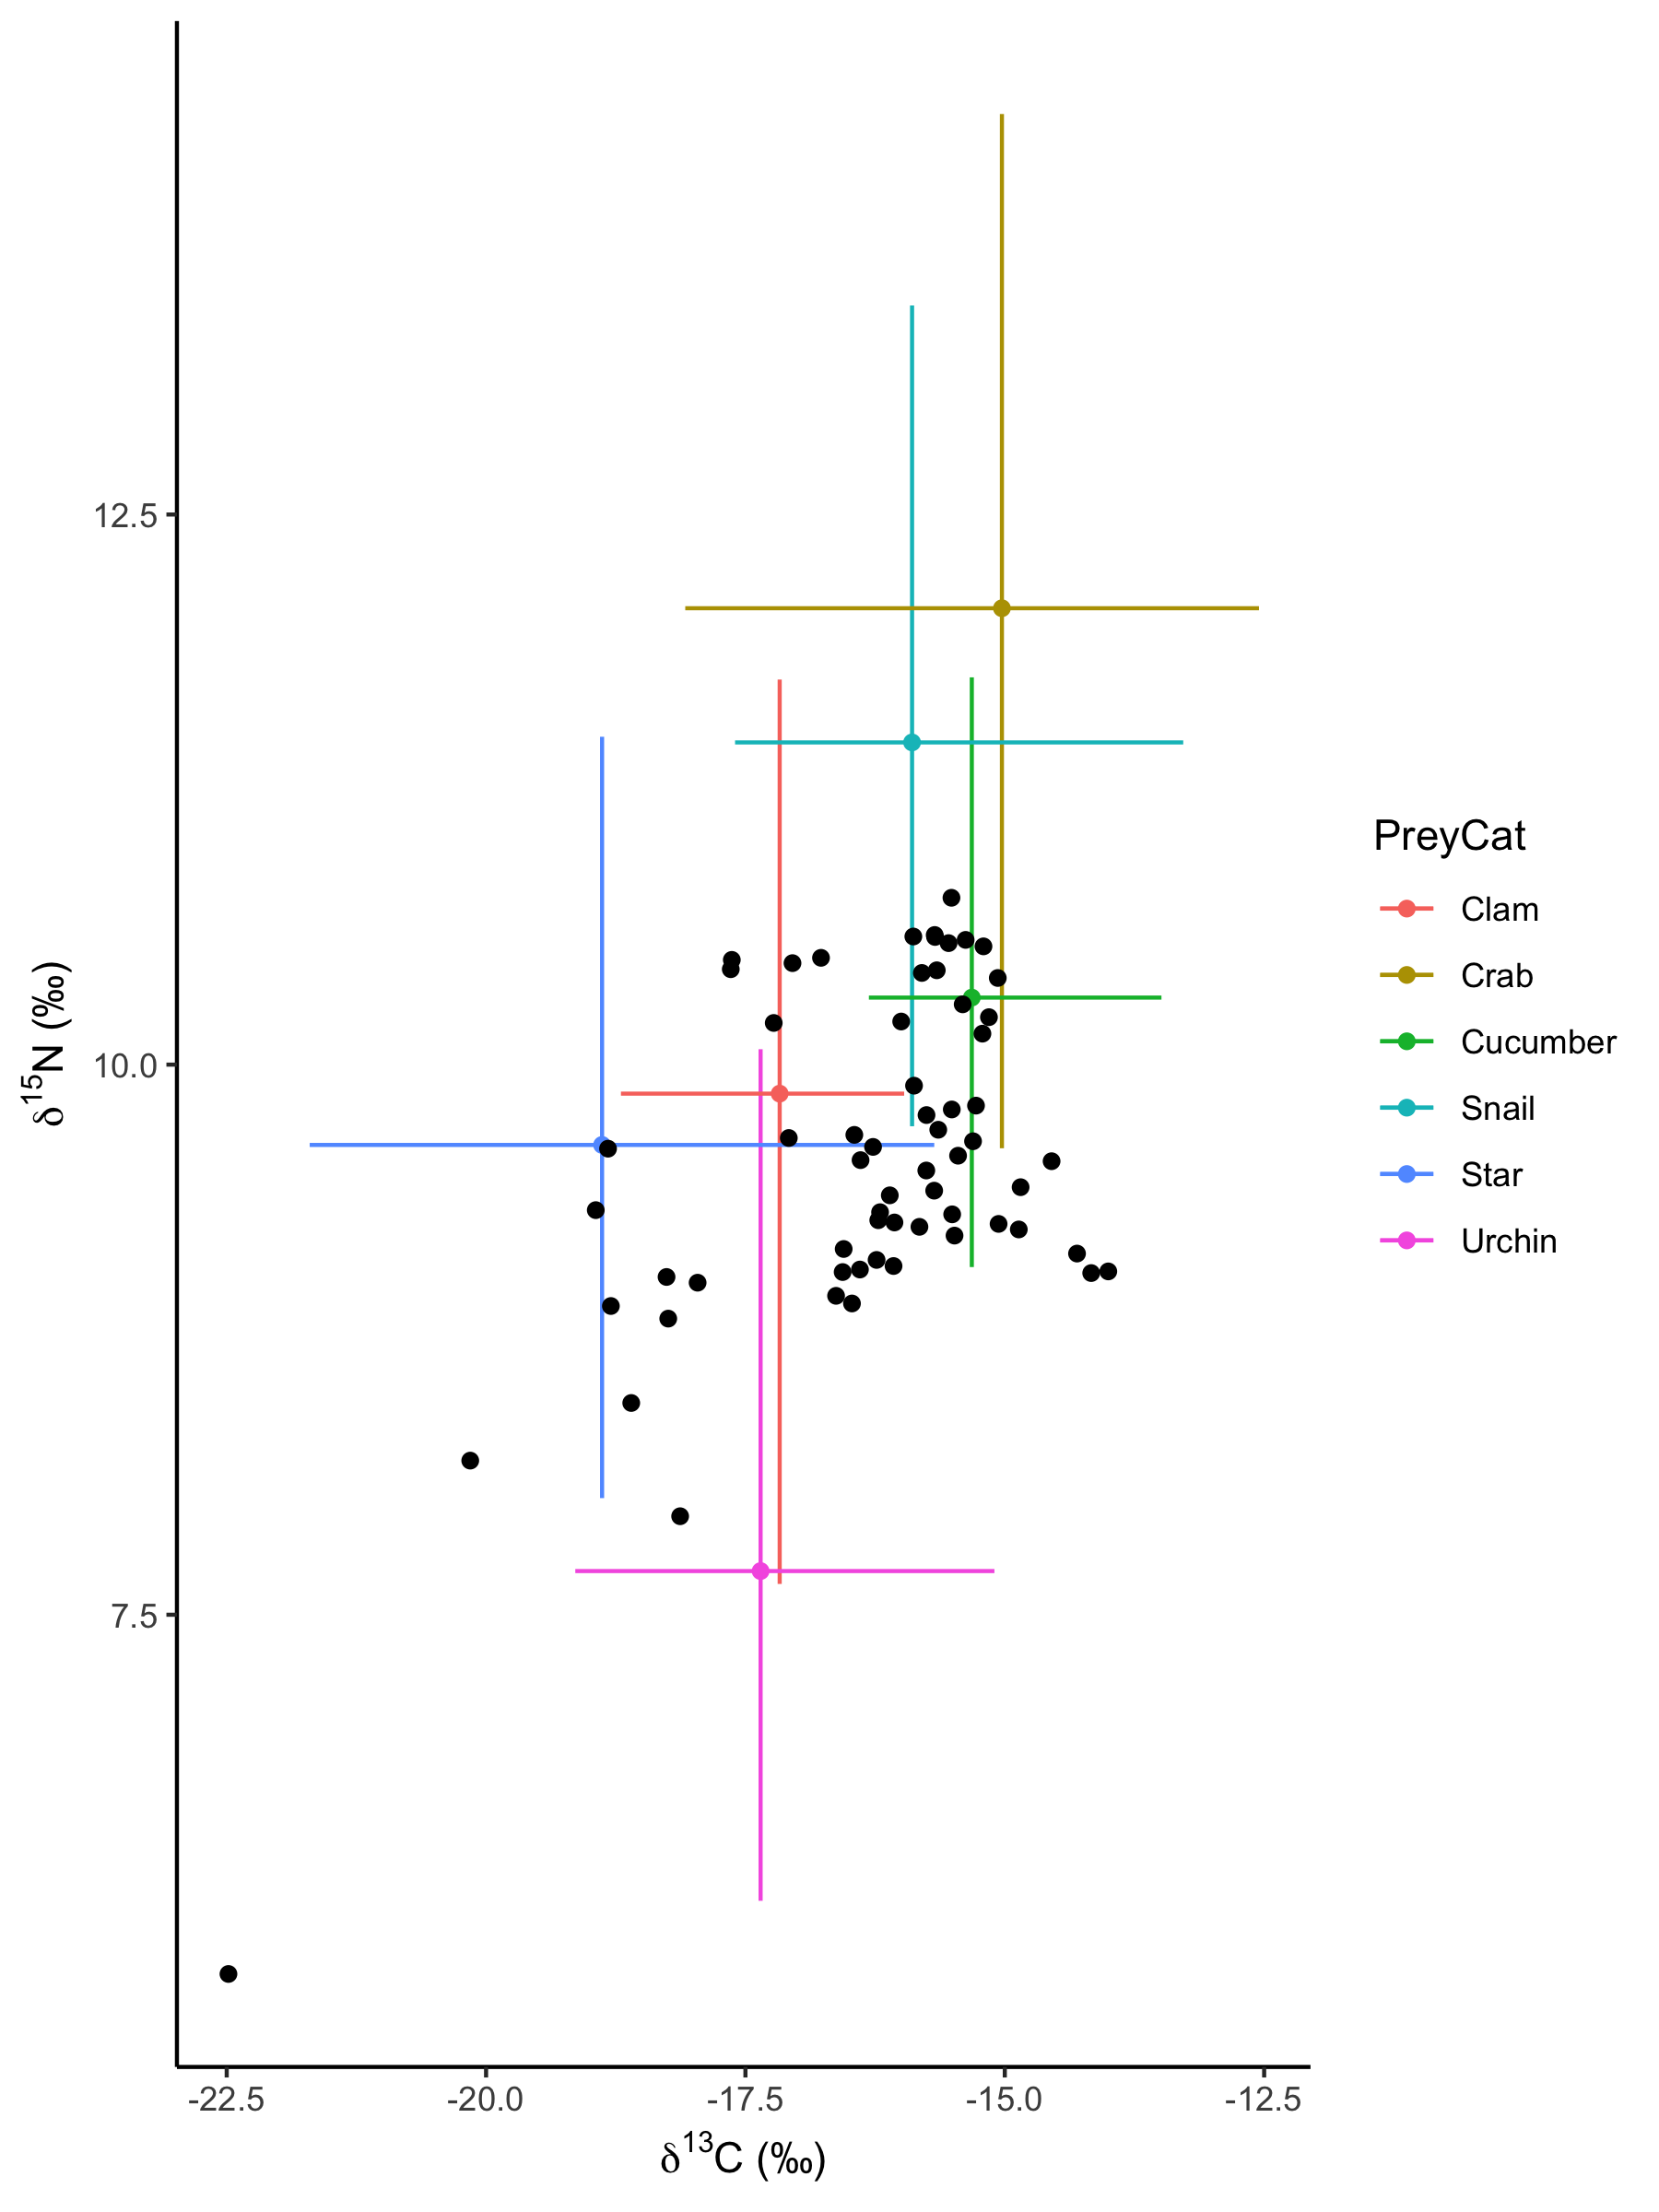 12.5
10.0
7.5
δ15N (‰)
-22.5
-20.0
-17.5
-15.0
-12.5
δ13C (‰)
PreyCat
Clam
Crab
Cucumber
Snail
Star
Urchin